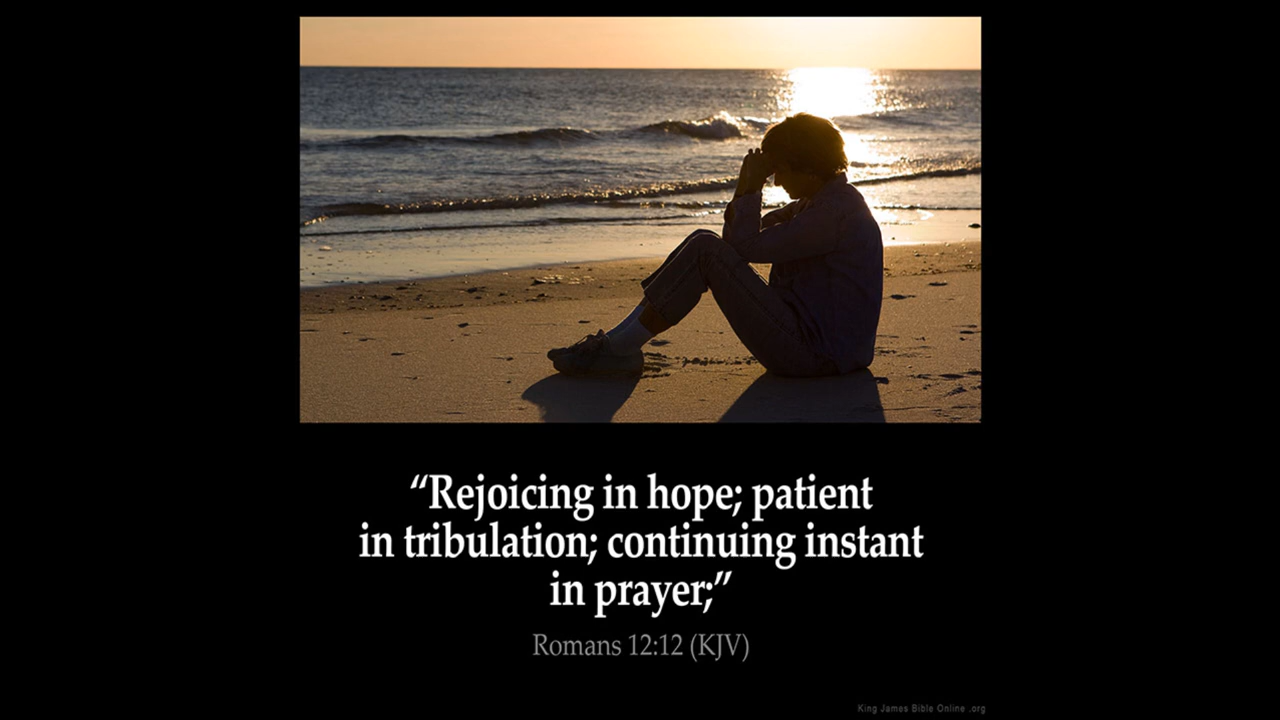 “Rejoicing in hope; patient
in tribulation; continuing instant
in prayer;”
Romans 12:12 (KJV)
King James Bible Online .org